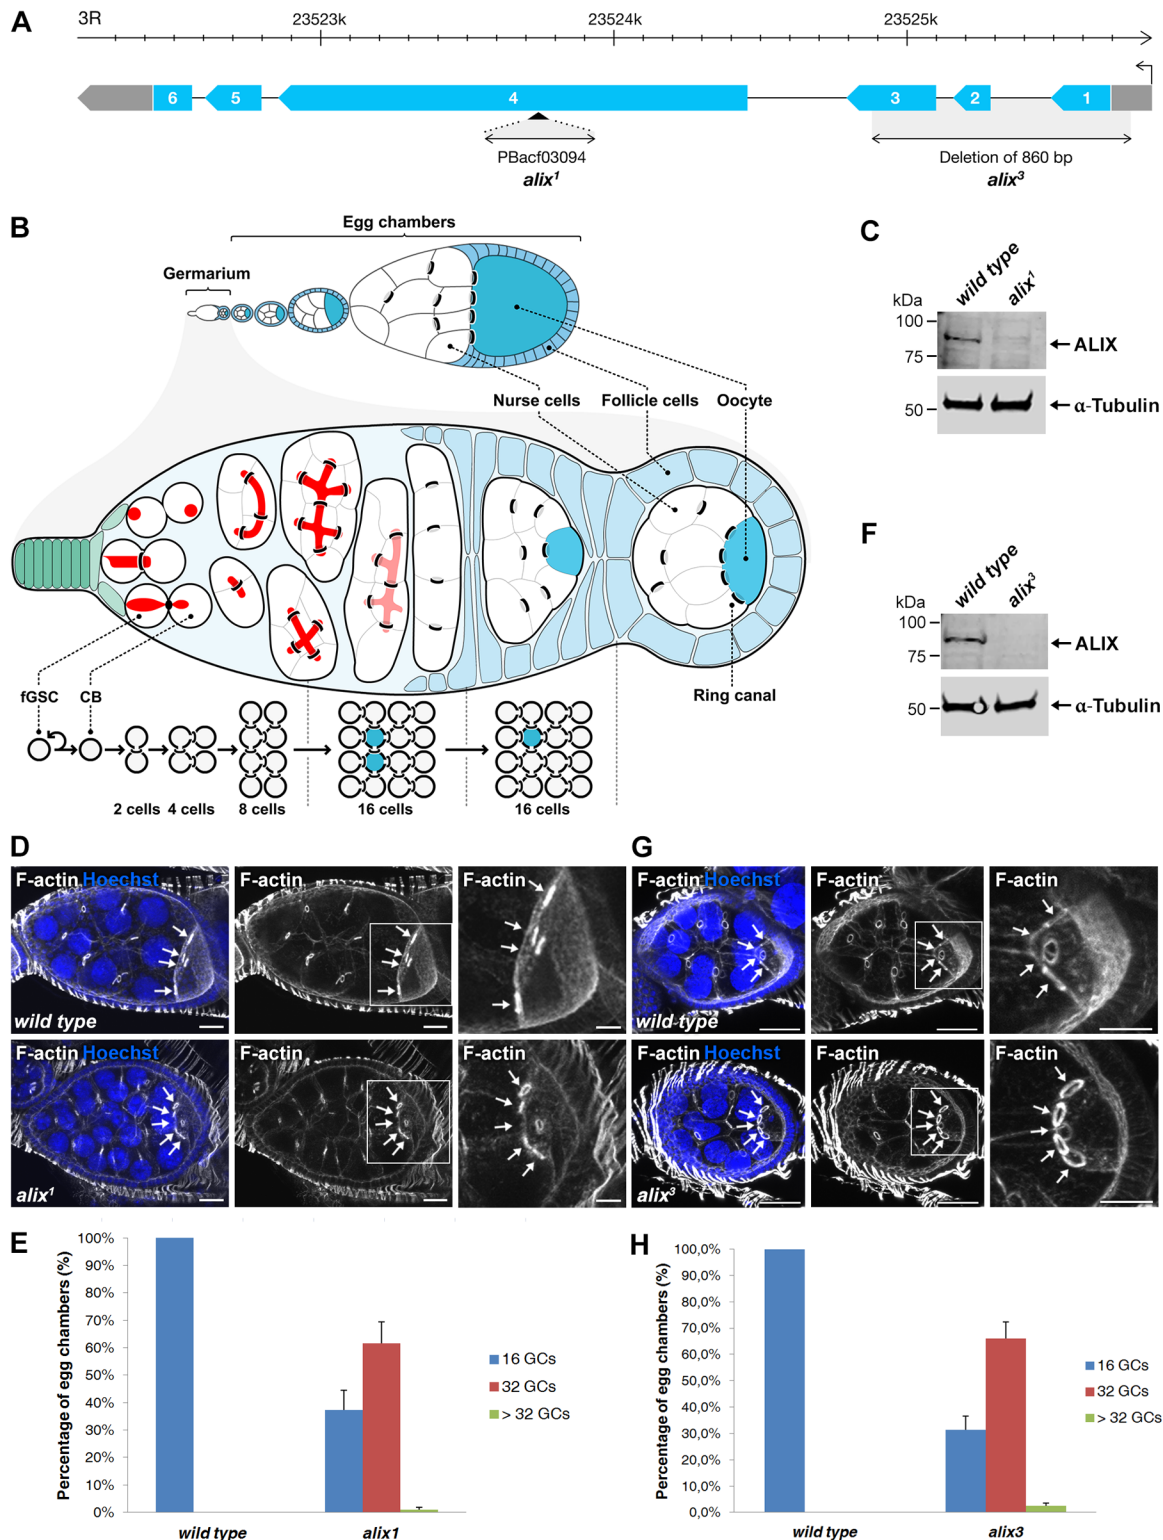 A
3R 23523k 23524k 23525k
6 5 4 3 2 1
PBacf03094
alix¹
Deletion of 860 bp
alix³
B
Egg chambers
Germarium
Nurse cells Follicle cells Oocyte
fGSC CB
Ring canal
2 cells 4 cells 8 cells 16 cells 16 cells
C
wild type alix¹
kDa
100
75
ALIX
50
α-Tubulin
F
wild type alix³
kDa
100
75
ALIX
50
α-Tubulin
D
F-actin Hoechst F-actin F-actin
wild type
F-actin Hoechst F-actin F-actin
alix¹
G
F-actin Hoechst F-actin F-actin
wild type
F-actin Hoechst F-actin F-actin
alix³
E
Percentage of egg chambers (%)
100%
90%
80%
70%
60%
50%
40%
30%
20%
10%
0%
wild type alix1
16 GCs
32 GCs
> 32 GCs
H
Percentage of egg chambers (%)
100,0%
90,0%
80,0%
70,0%
60,0%
50,0%
40,0%
30,0%
20,0%
10,0%
0,0%
wild type alix3
16 GCs
32 GCs
> 32 GCs